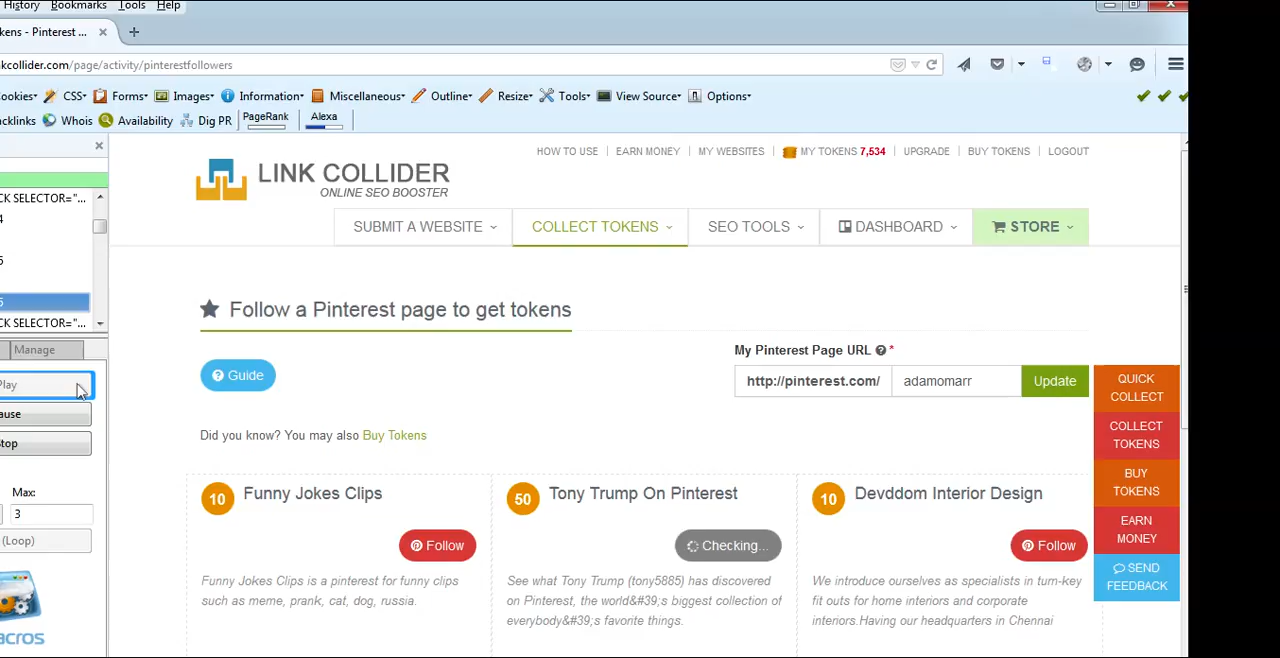 History Bookmarks Tools Help
kens - Pinterest ...
kcollider.com/page/activity/pinterestfollowers
ookies CSS Forms Images Information Miscellaneous Outline Resize Tools View Source Options
acklinks Whois Availability Dig PR PageRank Alexa
HOW TO USE EARN MONEY MY WEBSITES MY TOKENS 7,534 UPGRADE BUY TOKENS LOGOUT
LINK COLLIDER
ONLINE SEO BOOSTER
SUBMIT A WEBSITE COLLECT TOKENS SEO TOOLS DASHBOARD STORE
CK SELECTOR="...
4
5
5
CK SELECTOR="...
Manage
Play
ause
top
Max:
3
(Loop)
acros
Follow a Pinterest page to get tokens
Guide
My Pinterest Page URL *
http://pinterest.com/ adamomarr Update
Did you know? You may also Buy Tokens
10 Funny Jokes Clips
Follow
Funny Jokes Clips is a pinterest for funny clips
such as meme, prank, cat, dog, russia.
50 Tony Trump On Pinterest
Checking...
See what Tony Trump (tony5885) has discovered
on Pinterest, the world&#39;s biggest collection of
everybody&#39;s favorite things.
10 Devddom Interior Design
Follow
We introduce ourselves as specialists in turn-key
fit outs for home interiors and corporate
interiors.Having our headquarters in Chennai
QUICK
COLLECT
COLLECT
TOKENS
BUY
TOKENS
EARN
MONEY
SEND
FEEDBACK